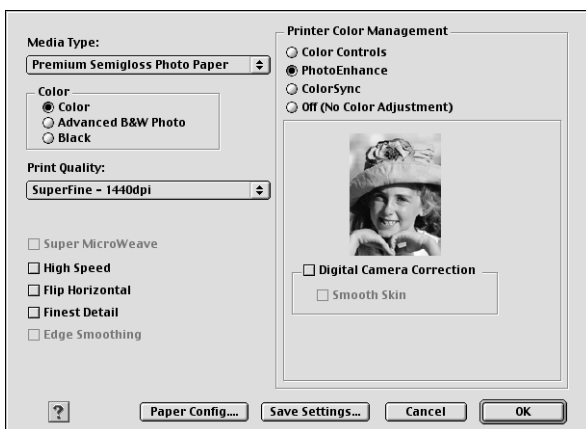 Media Type:
Premium Semigloss Photo Paper
Color
Color
Advanced B&W Photo
Black
Print Quality:
SuperFine - 1440dpi
Super MicroWeave
High Speed
Flip Horizontal
Finest Detail
Edge Smoothing
Printer Color Management
Color Controls
PhotoEnhance
ColorSync
Off (No Color Adjustment)
Digital Camera Correction
Smooth Skin
?
Paper Config....
Save Settings...
Cancel
OK